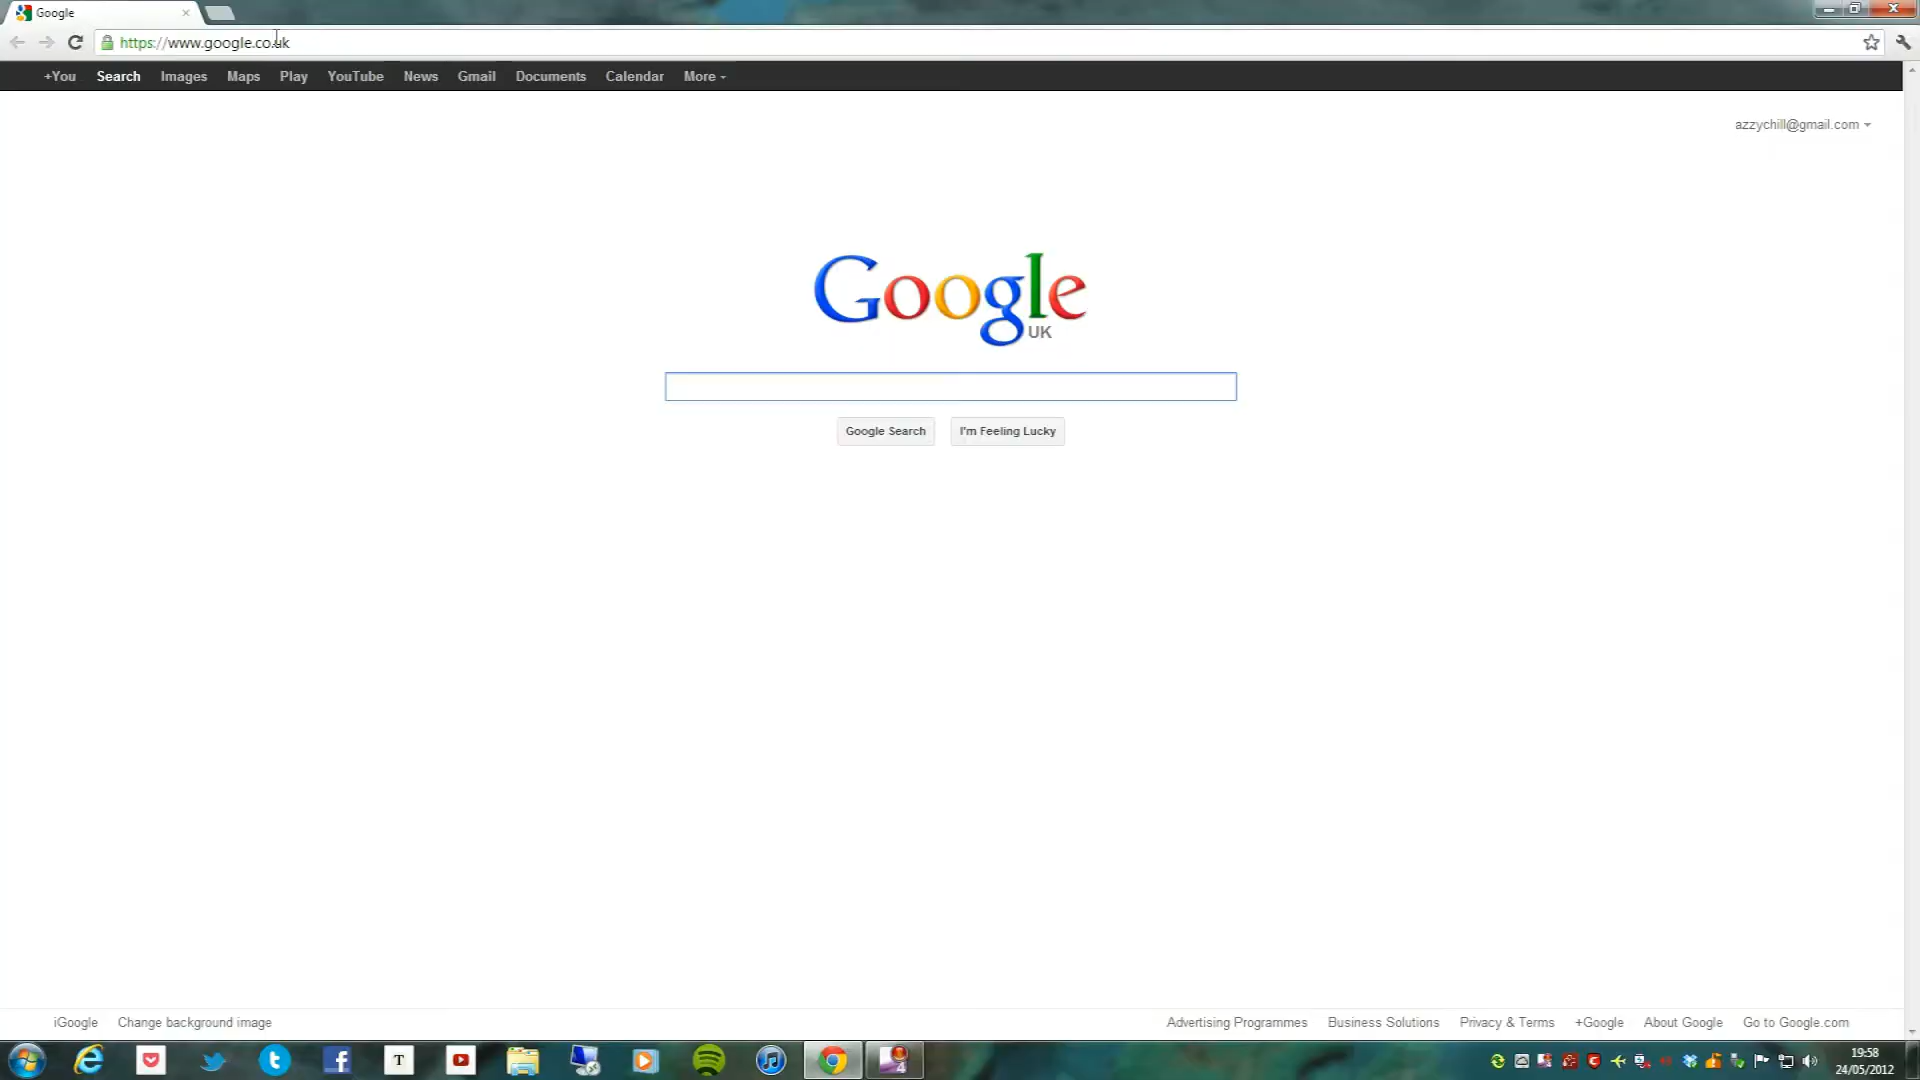 Google
https://www.google.co.uk
+You Search Images Maps Play YouTube News Gmail Documents Calendar More
azzychill@gmail.com
Google
UK
Google Search I'm Feeling Lucky
iGoogle Change background image Advertising Programmes Business Solutions Privacy & Terms +Google About Google Go to Google.com
T 4 19:58
24/05/2012